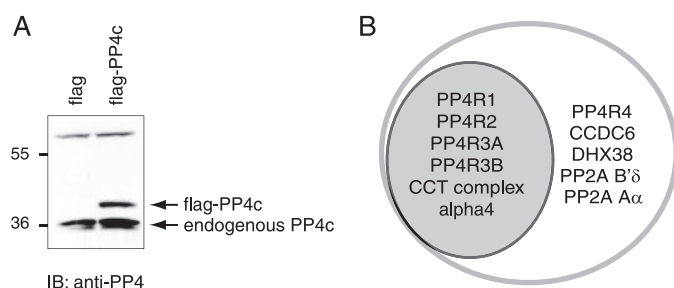 A
flag
flag-PP4c
55
36
flag-PP4c
endogenous PP4c
IB: anti-PP4
B
PP4R1
PP4R2
PP4R3A
PP4R3B
CCT complex
alpha4
PP4R4
CCDC6
DHX38
PP2A B'δ
PP2A Aα